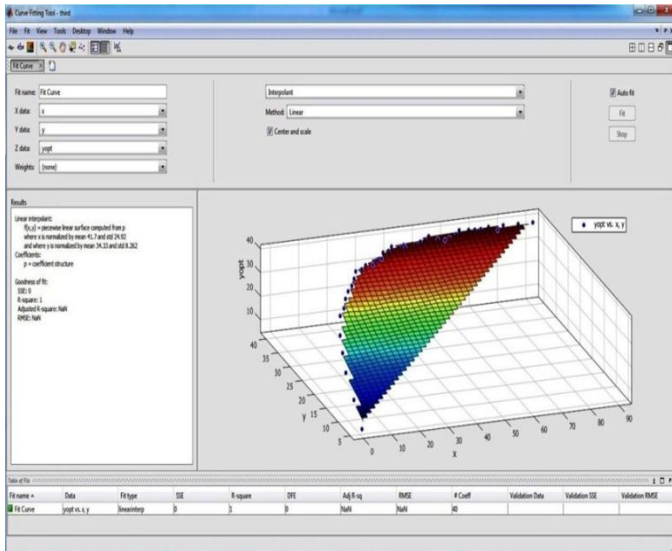 Curve Fitting Tool - third
File Fit View Tools Desktop Window Help
Fit Curve
Fit name: Fit Curve
X data: x
Y data: y
Z data: yopt
Weights: (none)
Interpolant
Method: Linear
Center and scale
Auto fit
Fit
Stop
Results
Linear interpolant:
f(x,y) = piecewise linear surface computed from p
where x is normalized by mean 41.7 and std 24.92
and where y is normalized by mean 34.33 and std 8.262
Coefficients:
p = coefficient structure
Goodness of fit:
SSE: 0
R-square: 1
Adjusted R-square: NaN
RMSE: NaN
yopt vs. x, y
yopt
40
30
20
10
40
35
30
25
20
15
10
5
y
0 10 20 30 40 50 60 70 80 90
x
Table of Fits
Fit name Data Fit type SSE R-square DFE Adj R-sq RMSE # Coeff Validation Data Validation SSE Validation RMSE
Fit Curve yopt vs. x, y linearinterp 0 1 0 NaN NaN 40